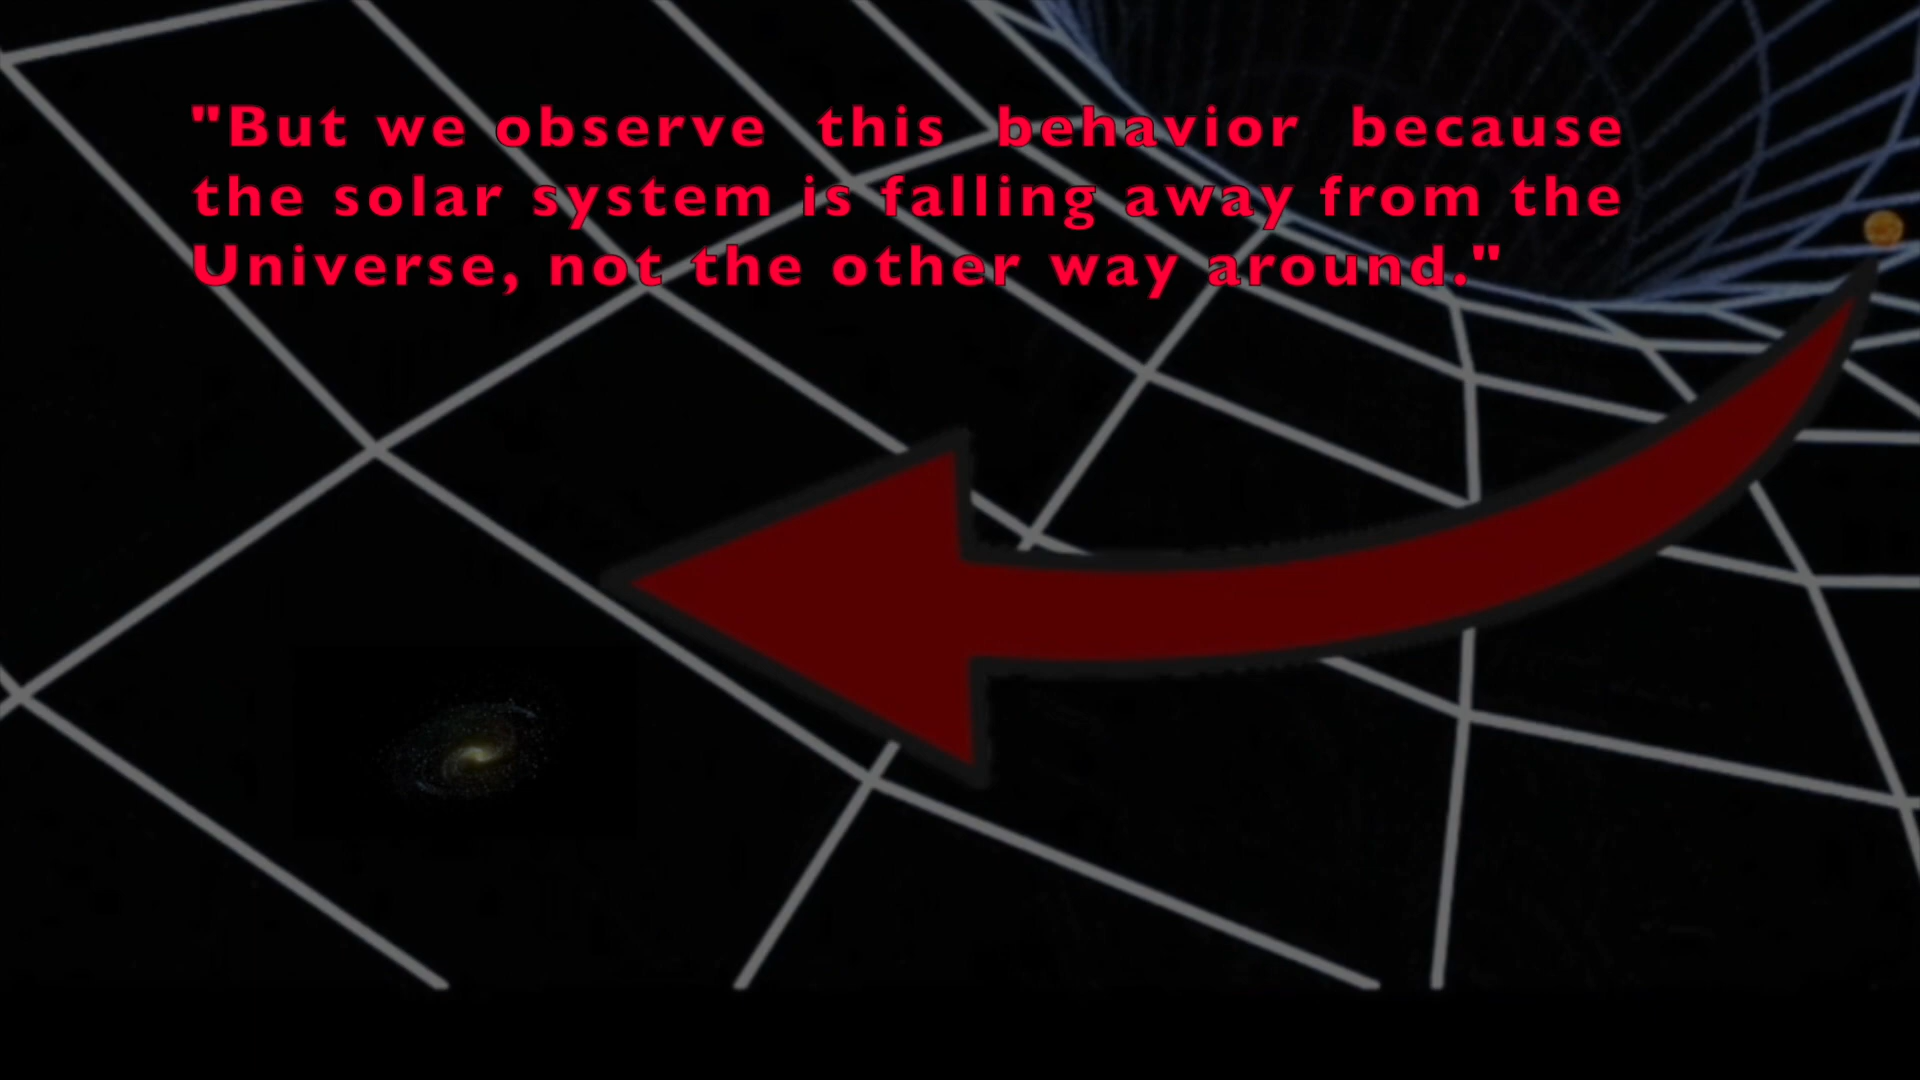 "But we observe this behavior because
the solar system is falling away from the
Universe, not the other way around."